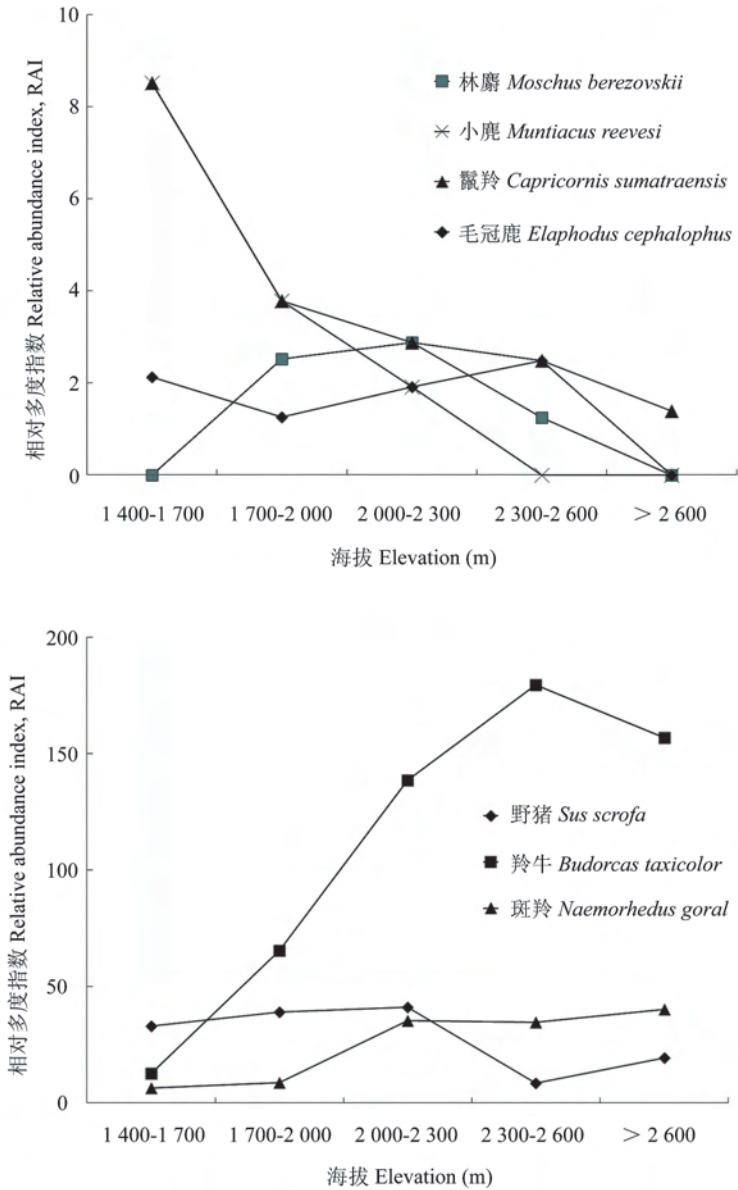 相对多度指数 Relative abundance index, RAI
10
8
6
4
2
0
林麝 Moschus berezovskii
小麂 Muntiacus reevesi
鬣羚 Capricornis sumatraensis
毛冠鹿 Elaphodus cephalophus
1 400-1 700
1 700-2 000
2 000-2 300
2 300-2 600
> 2 600
海拔 Elevation (m)
相对多度指数 Relative abundance index, RAI
200
150
100
50
0
野猪 Sus scrofa
羚牛 Budorcas taxicolor
斑羚 Naemorhedus goral
1 400-1 700
1 700-2 000
2 000-2 300
2 300-2 600
> 2 600
海拔 Elevation (m)